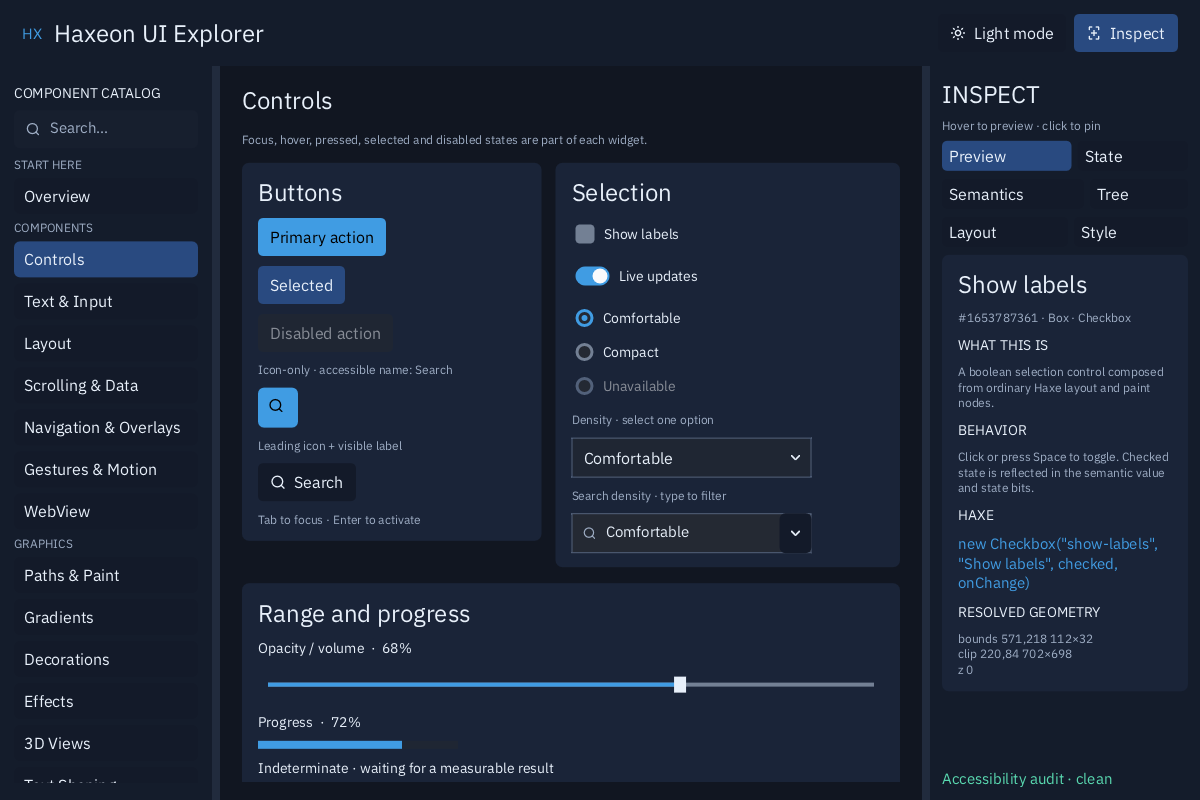 HX Haxeon UI Explorer
Light mode
Inspect
COMPONENT CATALOG
Search...
START HERE
Overview
COMPONENTS
Controls
Text & Input
Layout
Scrolling & Data
Navigation & Overlays
Gestures & Motion
WebView
GRAPHICS
Paths & Paint
Gradients
Decorations
Effects
3D Views
Text Shaping
Controls
Focus, hover, pressed, selected and disabled states are part of each widget.
Buttons
Primary action
Selected
Disabled action
Icon-only · accessible name: Search
Leading icon + visible label
Search
Tab to focus · Enter to activate
Selection
Show labels
Live updates
Comfortable
Compact
Unavailable
Density · select one option
Comfortable
Search density · type to filter
Comfortable
Range and progress
Opacity / volume · 68%
Progress · 72%
Indeterminate · waiting for a measurable result
INSPECT
Hover to preview · click to pin
Preview
State
Semantics
Tree
Layout
Style
Show labels
#1653787361 · Box · Checkbox
WHAT THIS IS
A boolean selection control composed
from ordinary Haxe layout and paint
nodes.
BEHAVIOR
Click or press Space to toggle. Checked
state is reflected in the semantic value
and state bits.
HAXE
new Checkbox("show-labels",
"Show labels", checked,
onChange)
RESOLVED GEOMETRY
bounds 571,218 112×32
clip 220,84 702×698
z 0
Accessibility audit · clean